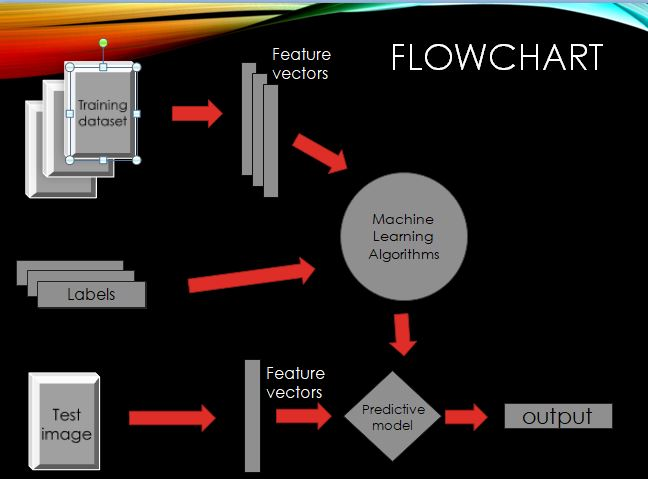 FLOWCHART
Feature
vectors
Training
dataset
Machine
Learning
Algorithms
Labels
Feature
vectors
Test
image
Predictive
model
output